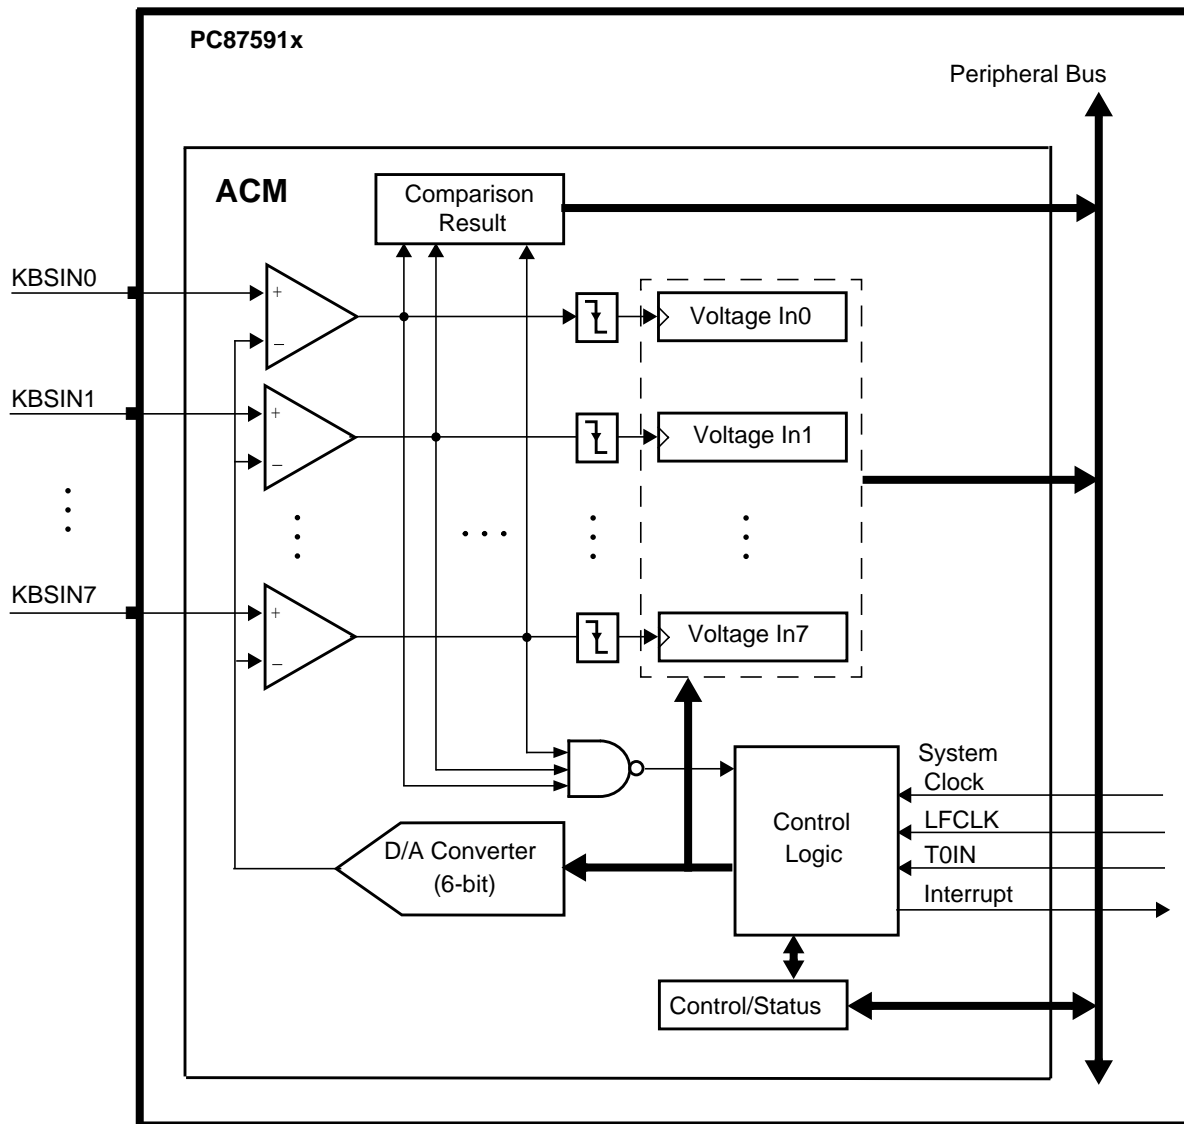 PC87591x
Peripheral Bus
ACM
Comparison
Result
KBSIN0
+
−
Voltage In0
KBSIN1
+
−
Voltage In1
KBSIN7
+
−
Voltage In7
System
Clock
LFCLK
T0IN
Interrupt
Control
Logic
D/A Converter
(6-bit)
Control/Status